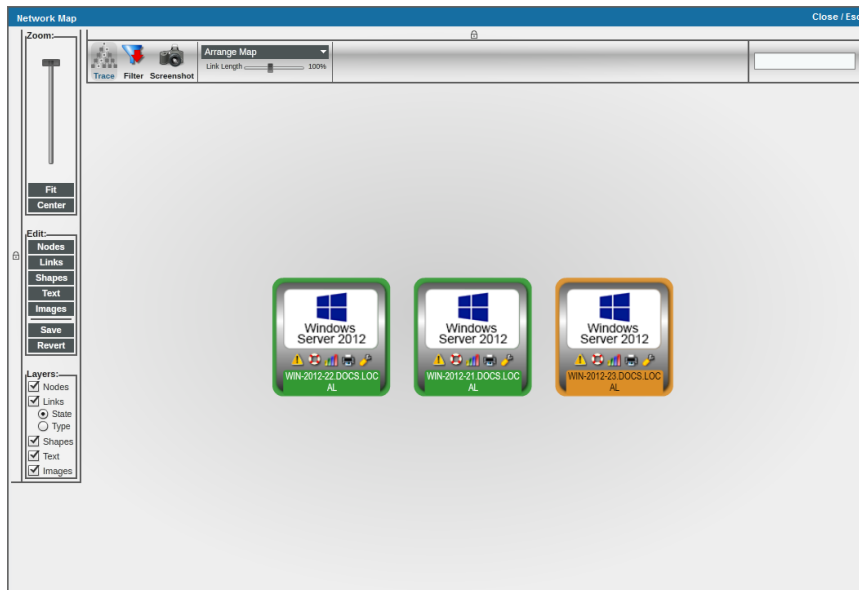 Network Map
Close / Esc
Zoom:
Trace
Filter
Screenshot
Arrange Map
Link Length
100%
Fit
Center
Edit:
Nodes
Links
Shapes
Text
Images
Save
Revert
Layers:
Nodes
Links
State
Type
Shapes
Text
Images
Windows
Server 2012
WIN-2012-22.DOCS.LOC
AL
Windows
Server 2012
WIN-2012-21.DOCS.LOC
AL
Windows
Server 2012
WIN-2012-23.DOCS.LOC
AL